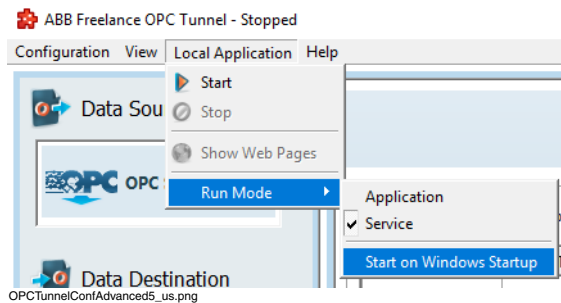 ABB Freelance OPC Tunnel - Stopped
Configuration View Local Application Help
Start
Stop
Show Web Pages
Run Mode
Application
Service
Start on Windows Startup
Data Sou
OPC OPC
Data Destination
OPCTunnelConfAdvanced5_us.png